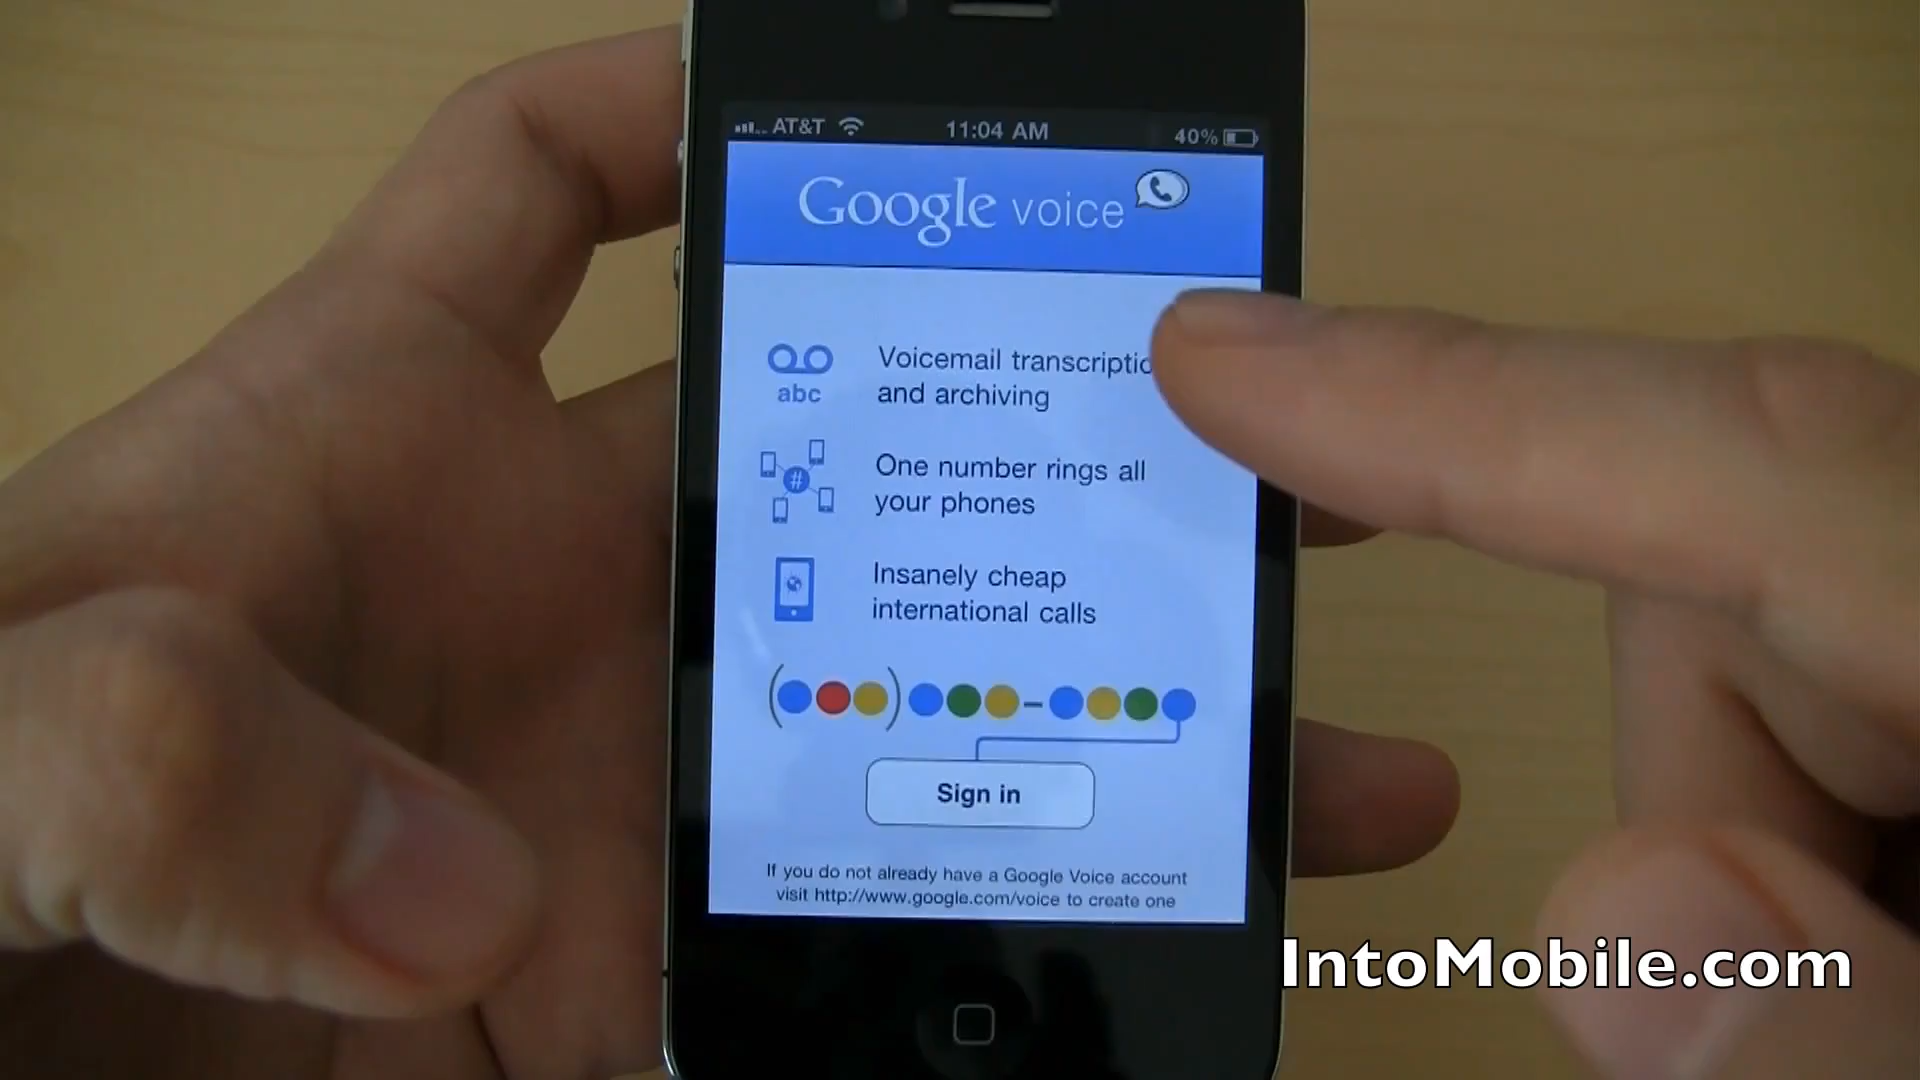 AT&T 11:04 AM 40%
Google voice
Voicemail transcriptio
and archiving
abc
One number rings all
your phones
#
Insanely cheap
international calls
Sign in
If you do not already have a Google Voice account
visit http://www.google.com/voice to create one
IntoMobile.com